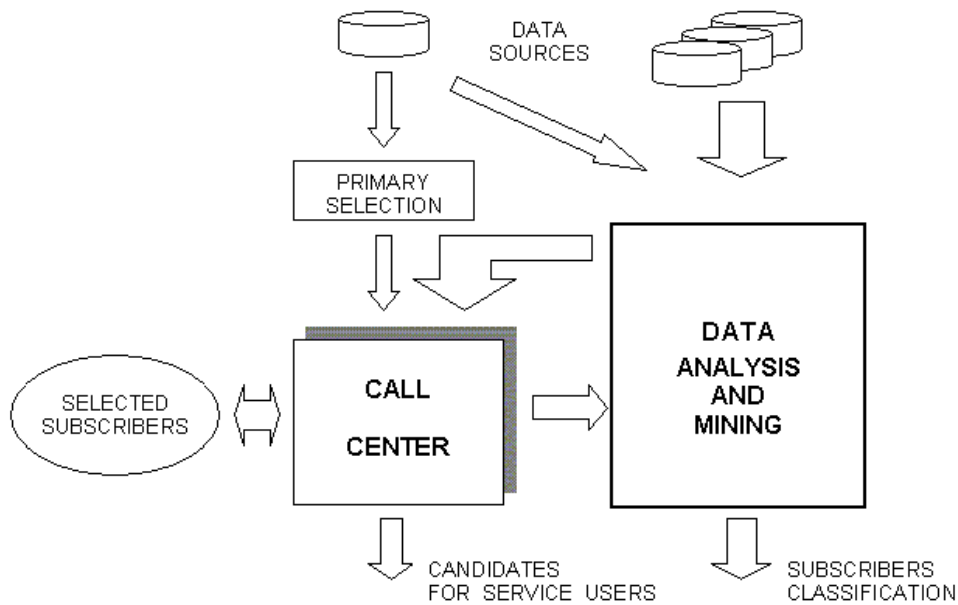 DATA
SOURCES
PRIMARY
SELECTION
DATA
ANALYSIS
AND
MINING
SELECTED
SUBSCRIBERS
CALL
CENTER
CANDIDATES
FOR SERVICE USERS
SUBSCRIBERS
CLASSIFICATION